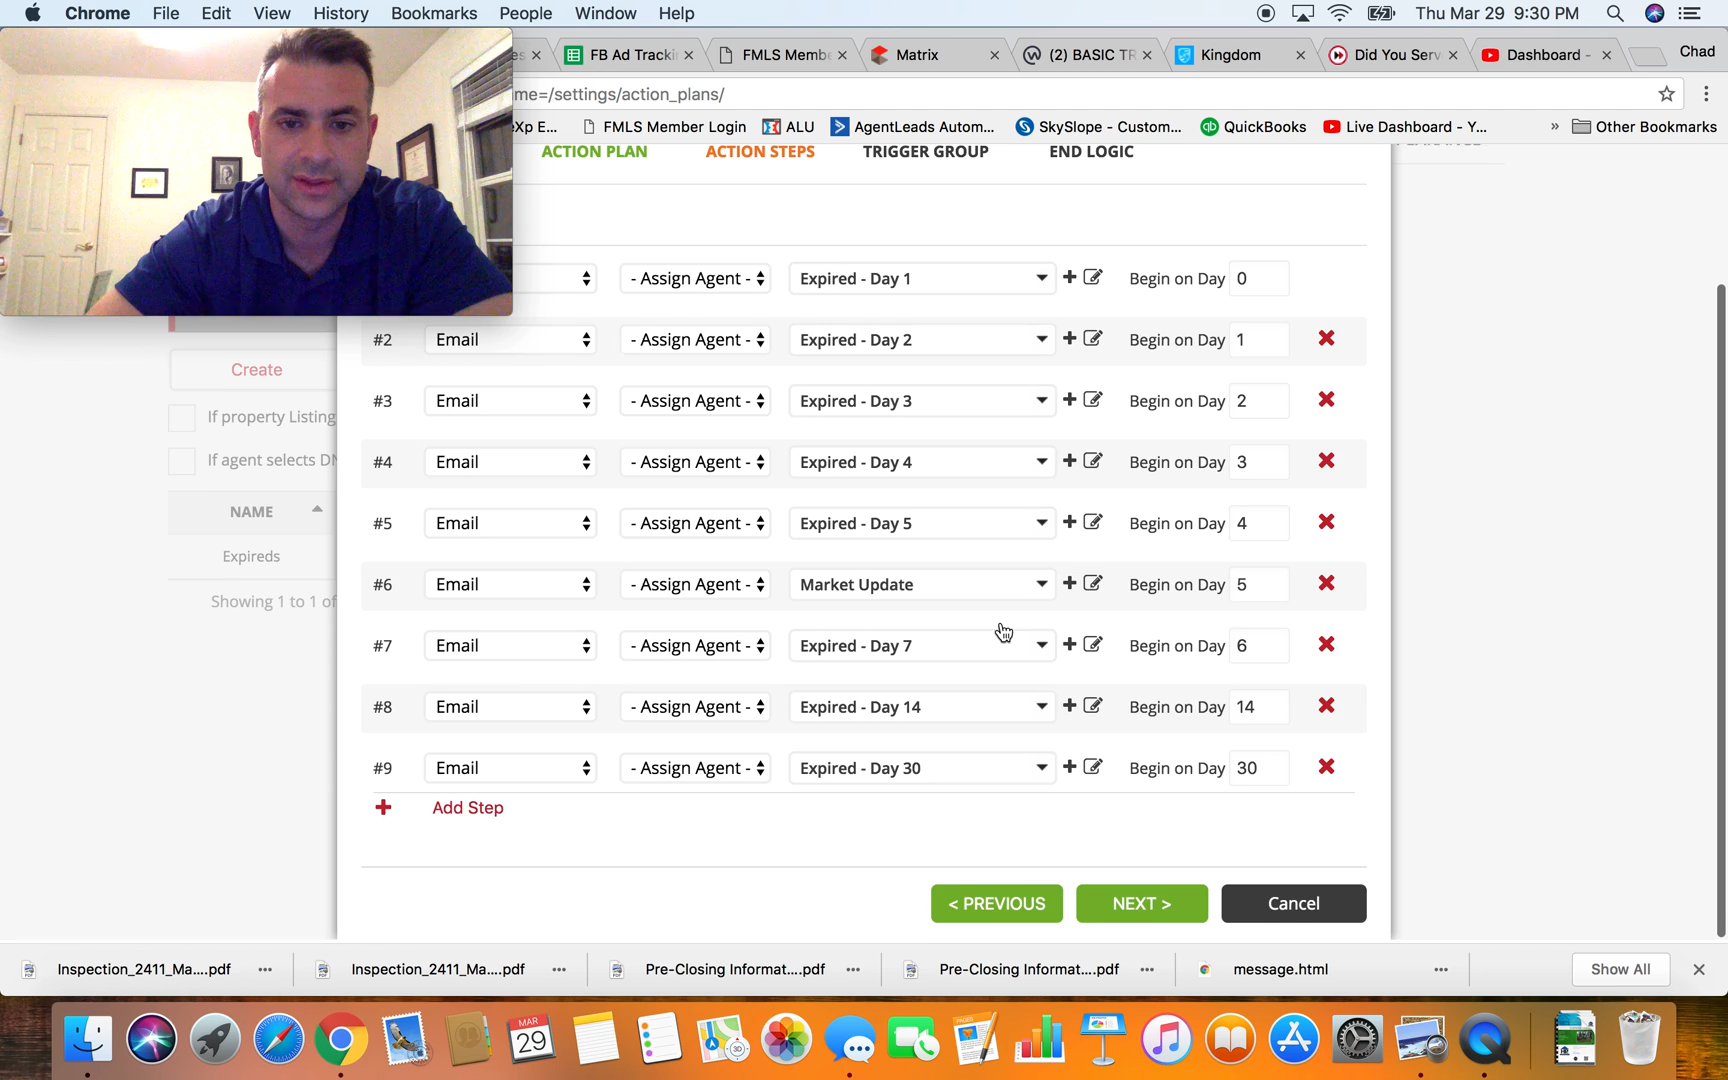 Chrome File Edit View History Bookmarks People Window Help Thu Mar 29 9:30 PM
es FB Ad Trackin FMLS Membe Matrix (2) BASIC TR Kingdom Did You Serv Dashboard - Chad
me=/settings/action_plans/
Xp E... FMLS Member Login ALU AgentLeads Autom... SkySlope - Custom... QuickBooks Live Dashboard - Y... » Other Bookmarks
ACTION PLAN ACTION STEPS TRIGGER GROUP END LOGIC
- Assign Agent - Expired - Day 1 Begin on Day 0
#2 Email - Assign Agent - Expired - Day 2 Begin on Day 1
Create
#3 Email - Assign Agent - Expired - Day 3 Begin on Day 2
If property Listing
#4 Email - Assign Agent - Expired - Day 4 Begin on Day 3
If agent selects DN
NAME
#5 Email - Assign Agent - Expired - Day 5 Begin on Day 4
Expireds
#6 Email - Assign Agent - Market Update Begin on Day 5
Showing 1 to 1 of
#7 Email - Assign Agent - Expired - Day 7 Begin on Day 6
#8 Email - Assign Agent - Expired - Day 14 Begin on Day 14
#9 Email - Assign Agent - Expired - Day 30 Begin on Day 30
+ Add Step
< PREVIOUS NEXT > Cancel
Inspection_2411_Ma....pdf Inspection_2411_Ma....pdf Pre-Closing Informat....pdf Pre-Closing Informat....pdf message.html Show All
MAR
29
3D
PAGES